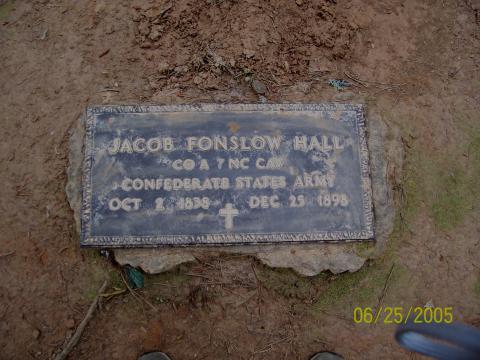 JACOB FONSLOW HALL
CO A 7 NC CAV
CONFEDERATE STATES ARMY
OCT 2 1838 DEC 25 1898
06/25/2005